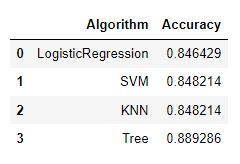 Algorithm Accuracy
0 LogisticRegression 0.846429
1 SVM 0.848214
2 KNN 0.848214
3 Tree 0.889286